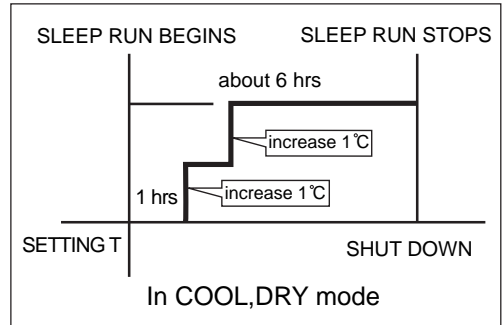 SLEEP RUN BEGINS
SLEEP RUN STOPS
about 6 hrs
increase 1℃
1 hrs
increase 1℃
SETTING T
SHUT DOWN
In COOL,DRY mode